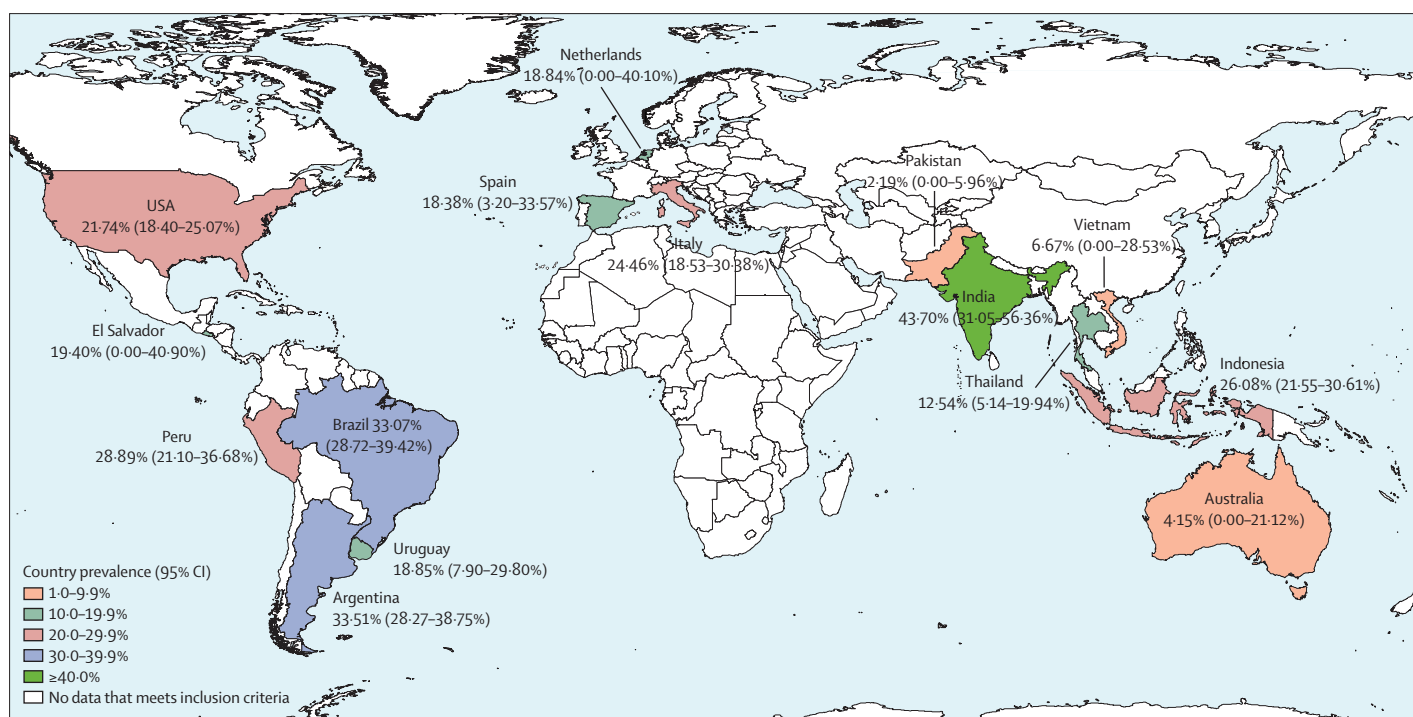 Netherlands
18·84% (0·00–40·10%)
Pakistan
2·19% (0·00–5·96%)
Spain
18·38% (3·20–33·57%)
USA
21·74% (18·40–25·07%)
Vietnam
6·67% (0·00–28·53%)
Italy
24·46% (18·53–30·38%)
India
43·70% (31·05–56·36%)
El Salvador
19·40% (0·00–40·90%)
Indonesia
26·08% (21·55–30·61%)
Thailand
12·54% (5·14–19·94%)
Brazil 33·07%
(28·72–39·42%)
Peru
28·89% (21·10–36·68%)
Australia
4·15% (0·00–21·12%)
Uruguay
18·85% (7·90–29·80%)
Argentina
33·51% (28·27–38·75%)
Country prevalence (95% CI)
1·0–9·9%
10·0–19·9%
20·0–29·9%
30·0–39·9%
≥40·0%
No data that meets inclusion criteria